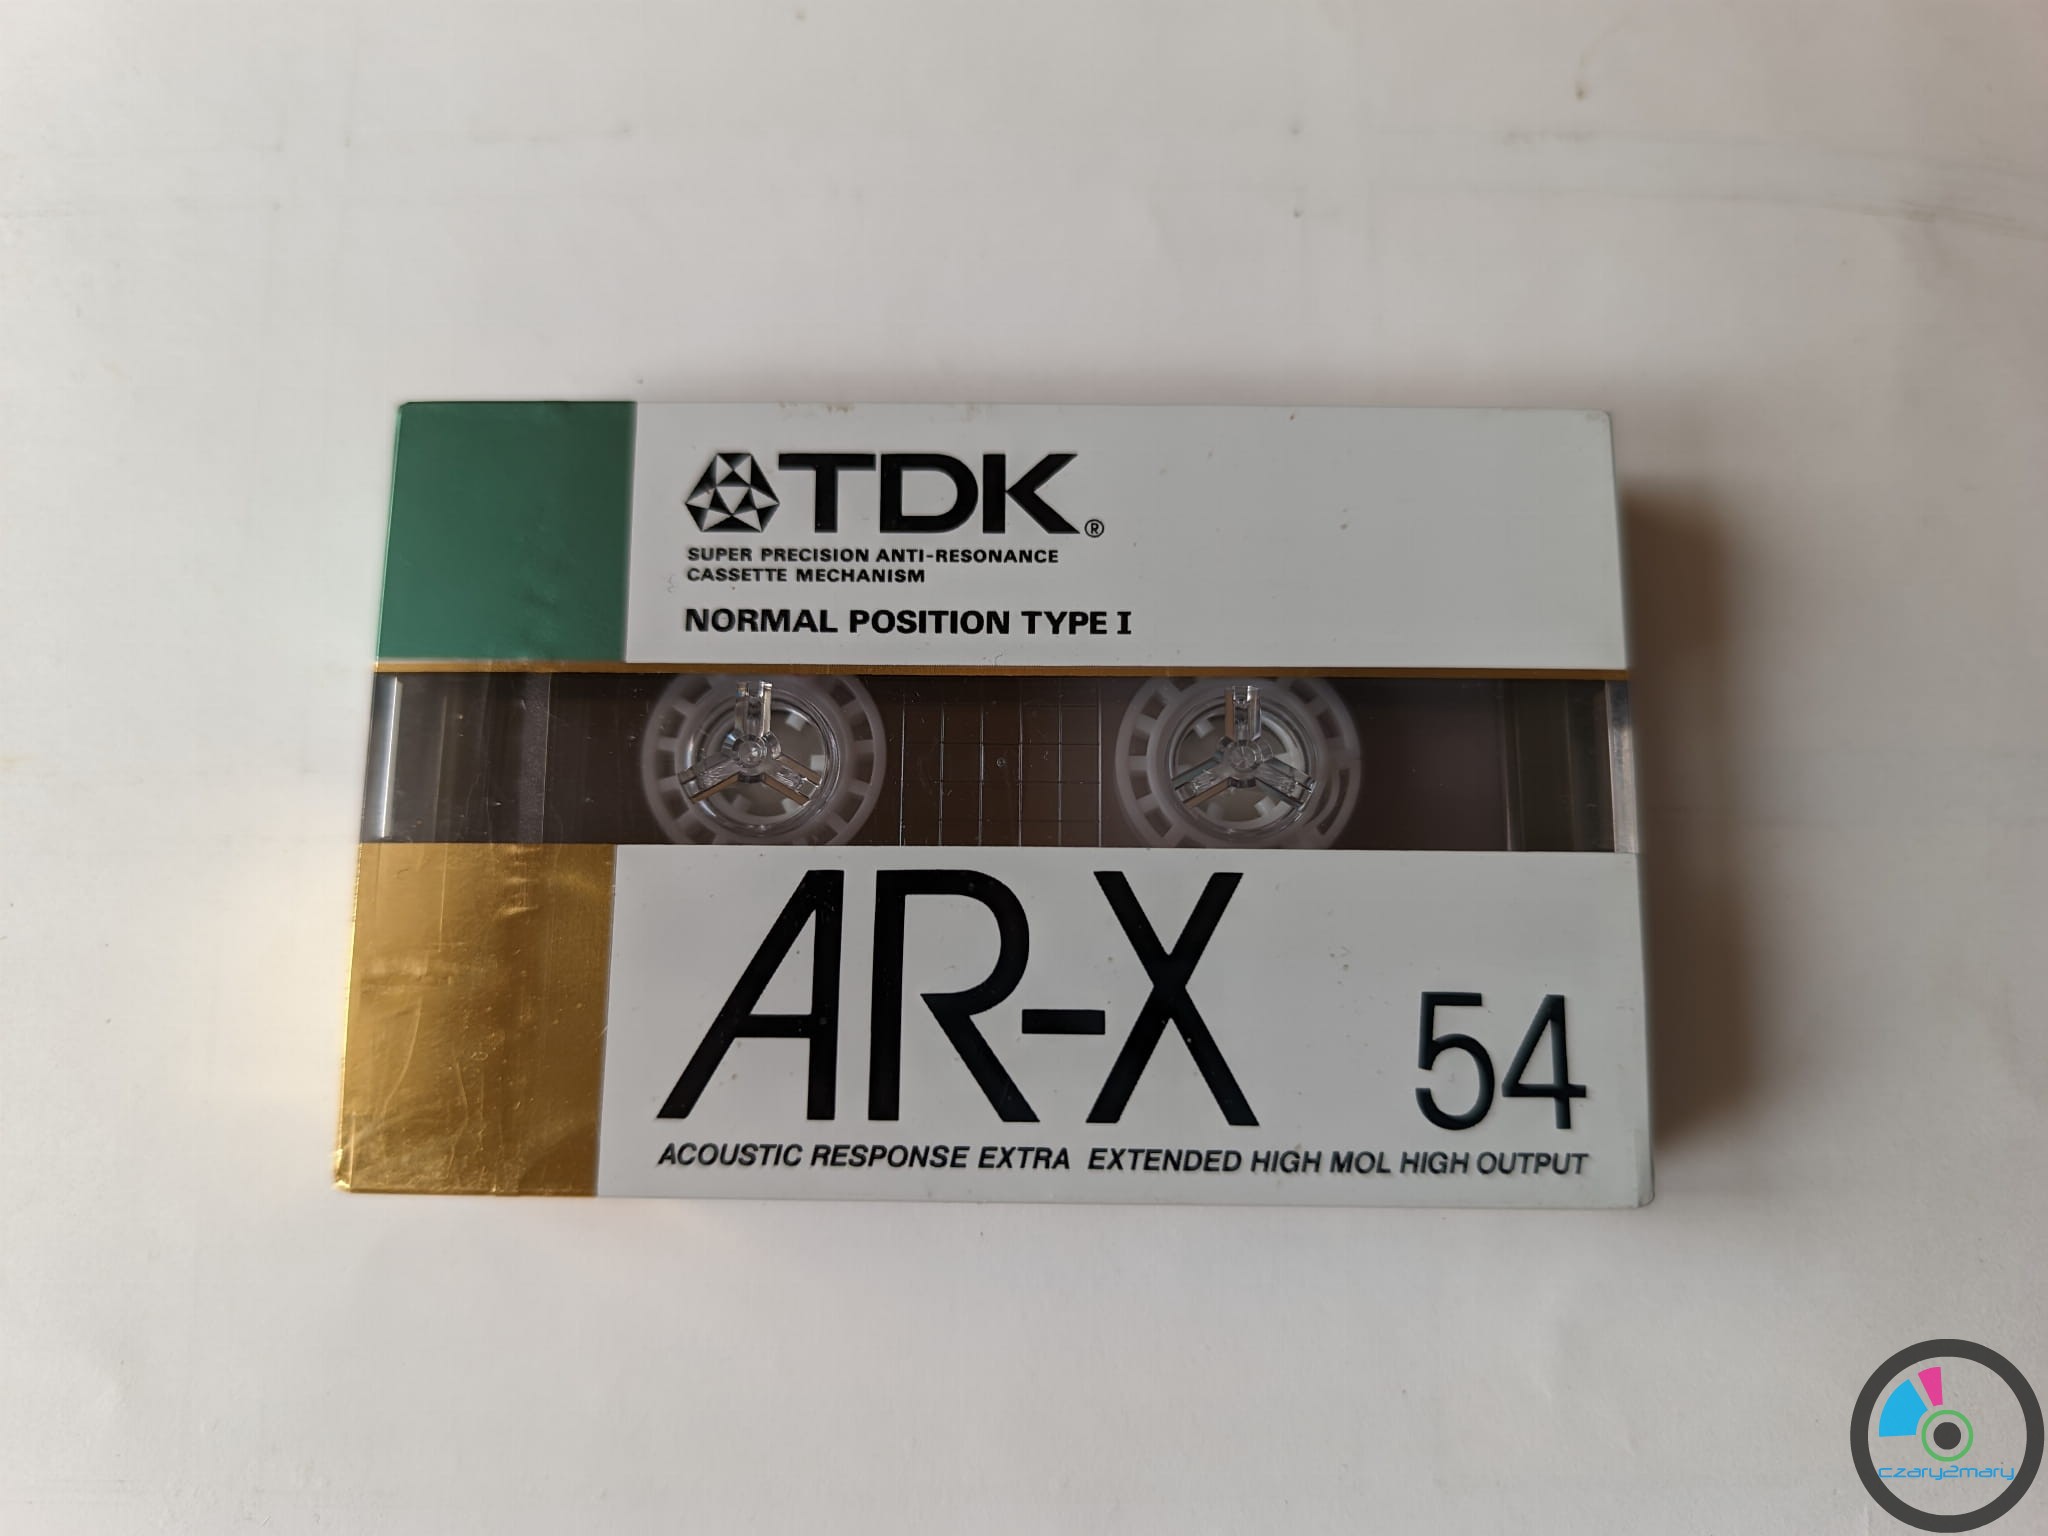 TDK®
SUPER PRECISION ANTI-RESONANCE
CASSETTE MECHANISM
NORMAL POSITION TYPE I
AR-X
54
ACOUSTIC RESPONSE EXTRA EXTENDED HIGH MOL HIGH OUTPUT
czary2mary